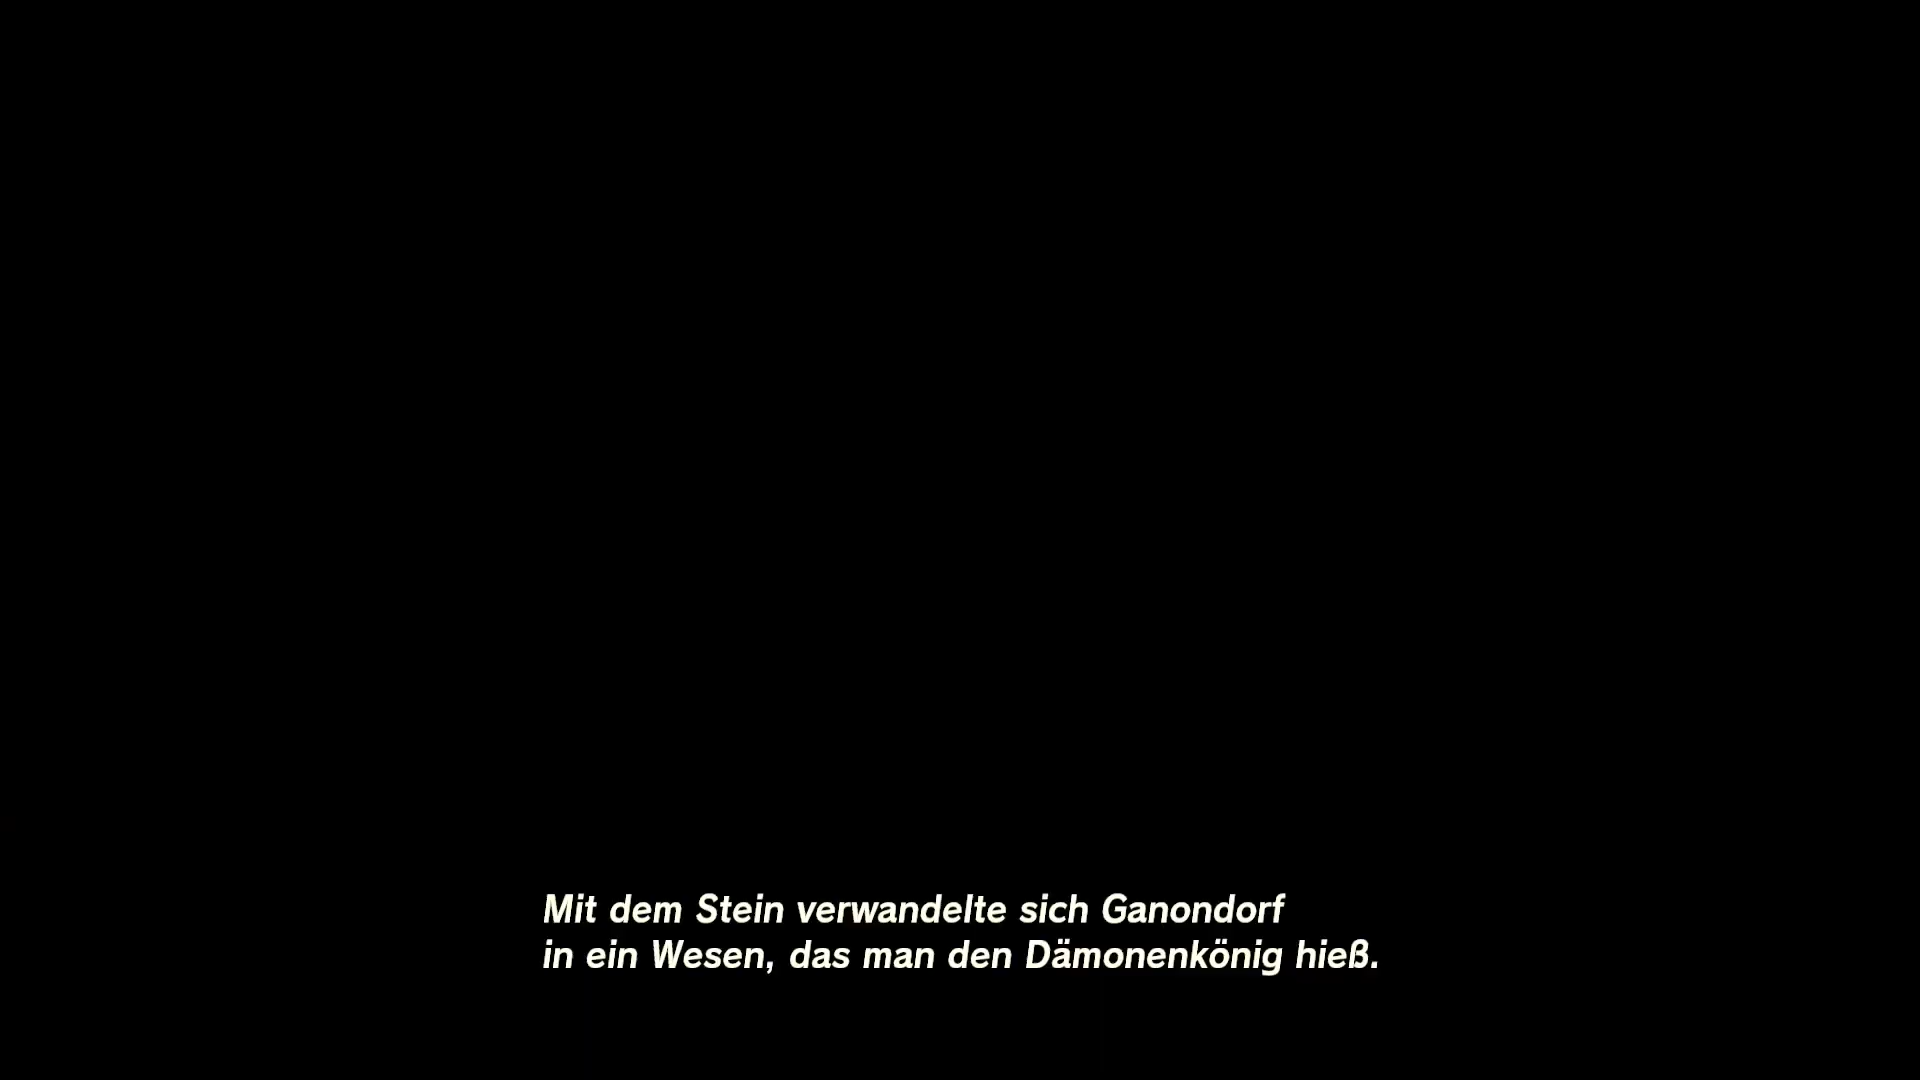 Mit dem Stein verwandelte sich Ganondorf
in ein Wesen, das man den Dämonenkönig hieß.